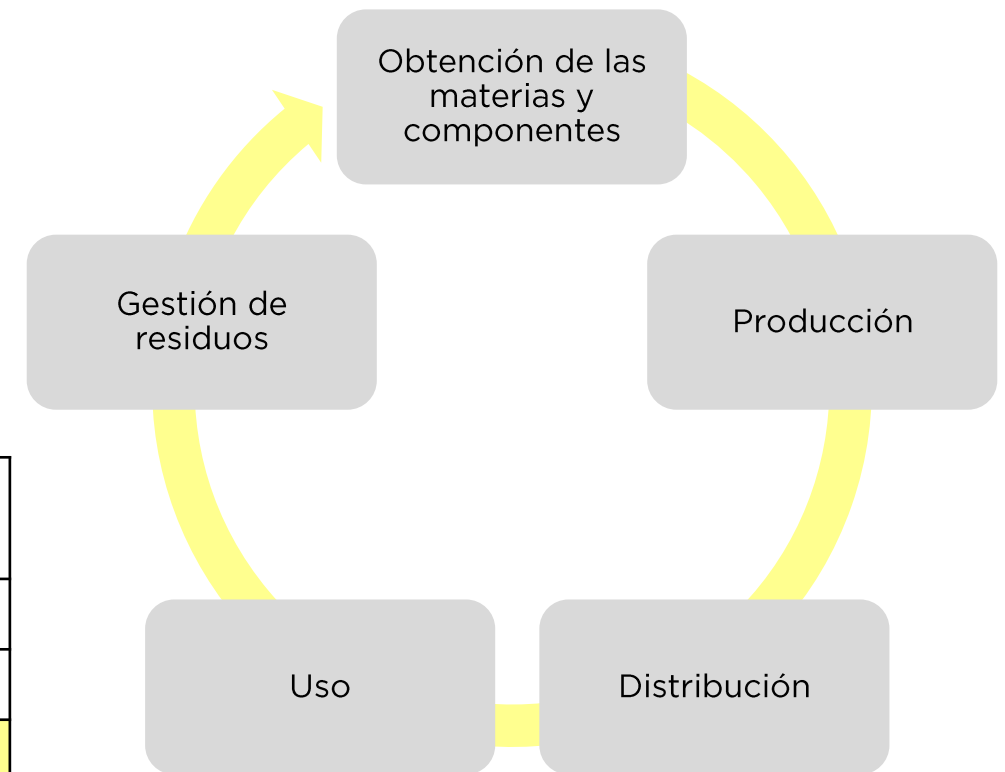 Obtención de las
materias y
componentes
Gestión de
residuos
Producción
Uso
Distribución